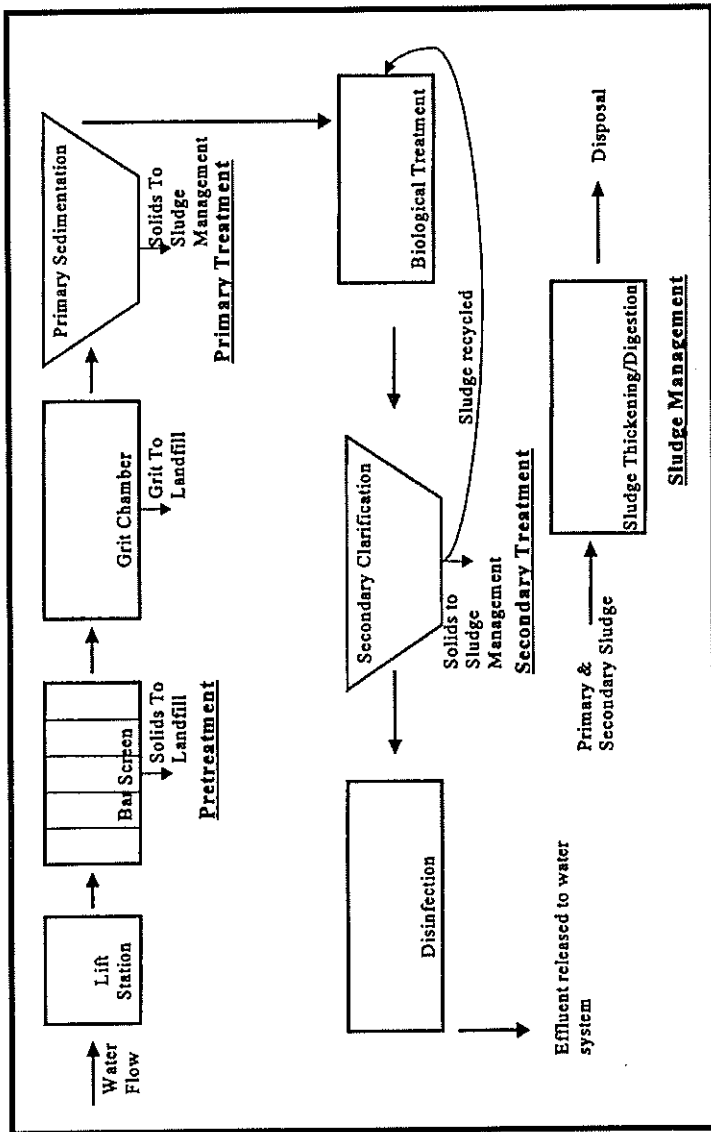 Water
Flow
Lift
Station
Bar Screen
Solids To
Landfill
Pretreatment
Grit Chamber
Grit To
Landfill
Primary Sedimentation
Solids To
Sludge
Management
Primary Treatment
Biological Treatment
Sludge recycled
Secondary Clarification
Solids to
Sludge
Management
Secondary Treatment
Disinfection
Effluent released to water
system
Primary &
Secondary Sludge
Sludge Thickening/Digestion
Disposal
Sludge Management